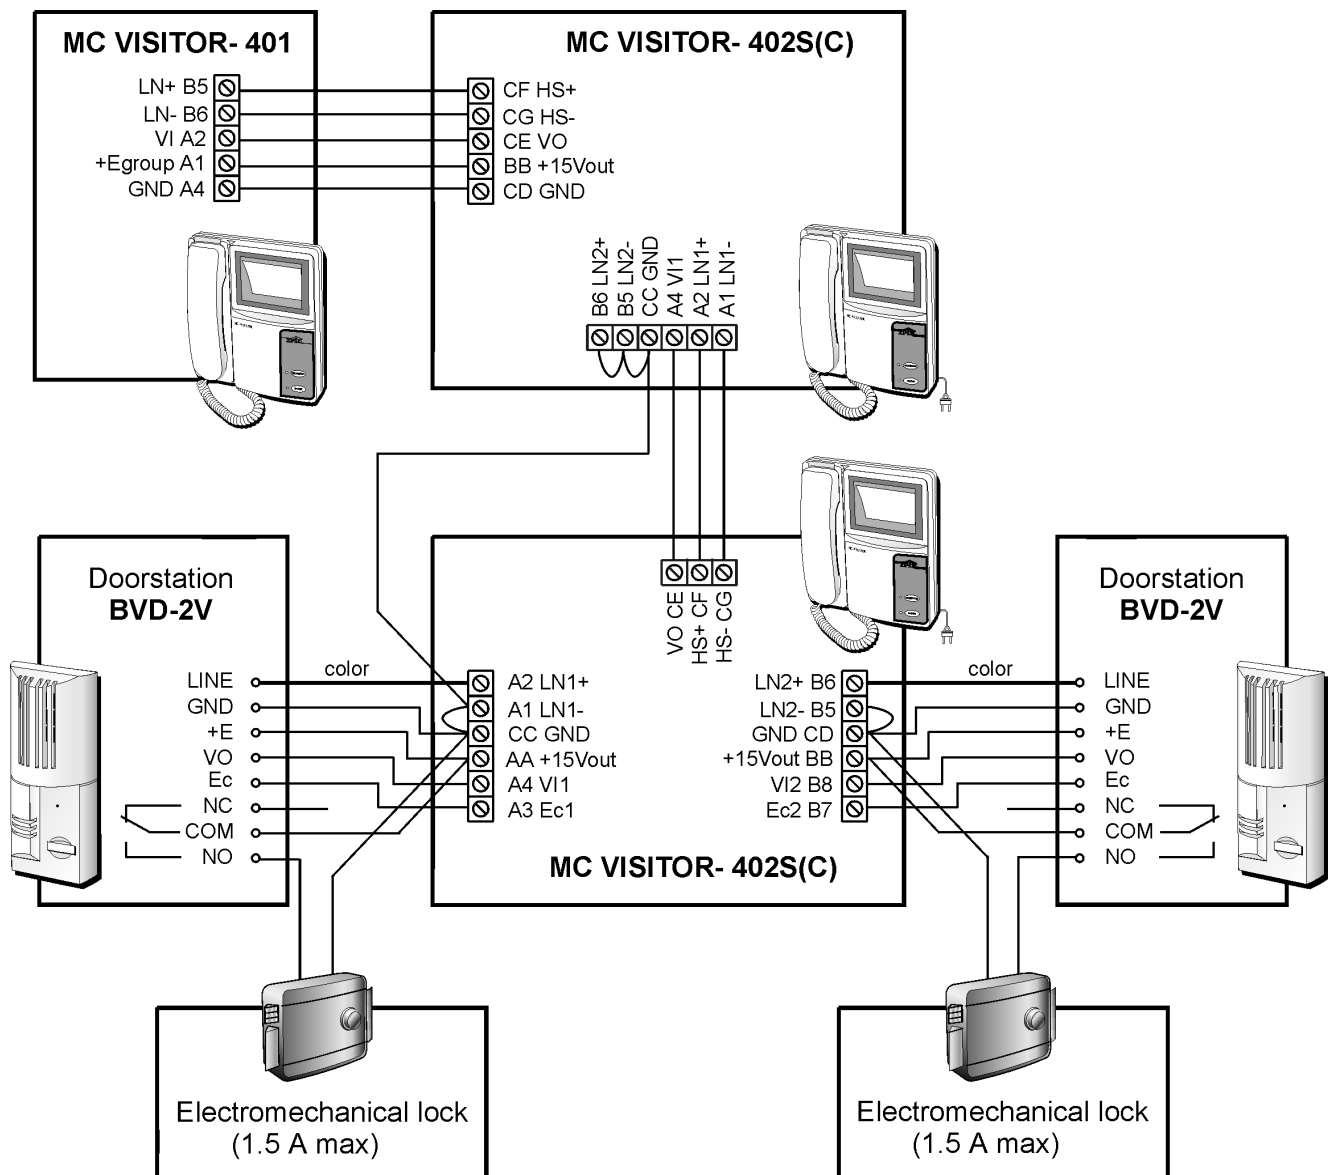 MC VISITOR- 401
LN+ B5
LN- B6
VI A2
+Egroup A1
GND A4
MC VISITOR- 402S(C)
CF HS+
CG HS-
CE VO
BB +15Vout
CD GND
B6 LN2+
B5 LN2-
CC GND
A4 VI1
A2 LN1+
A1 LN1-
VO CE
HS+ CF
HS- CG
Doorstation
BVD-2V
LINE
GND
+E
VO
Ec
NC
COM
NO
color
A2 LN1+
A1 LN1-
CC GND
AA +15Vout
A4 VI1
A3 Ec1
LN2+ B6
LN2- B5
GND CD
+15Vout BB
VI2 B8
Ec2 B7
MC VISITOR- 402S(C)
color
Doorstation
BVD-2V
LINE
GND
+E
VO
Ec
NC
COM
NO
Electromechanical lock
(1.5 A max)
Electromechanical lock
(1.5 A max)